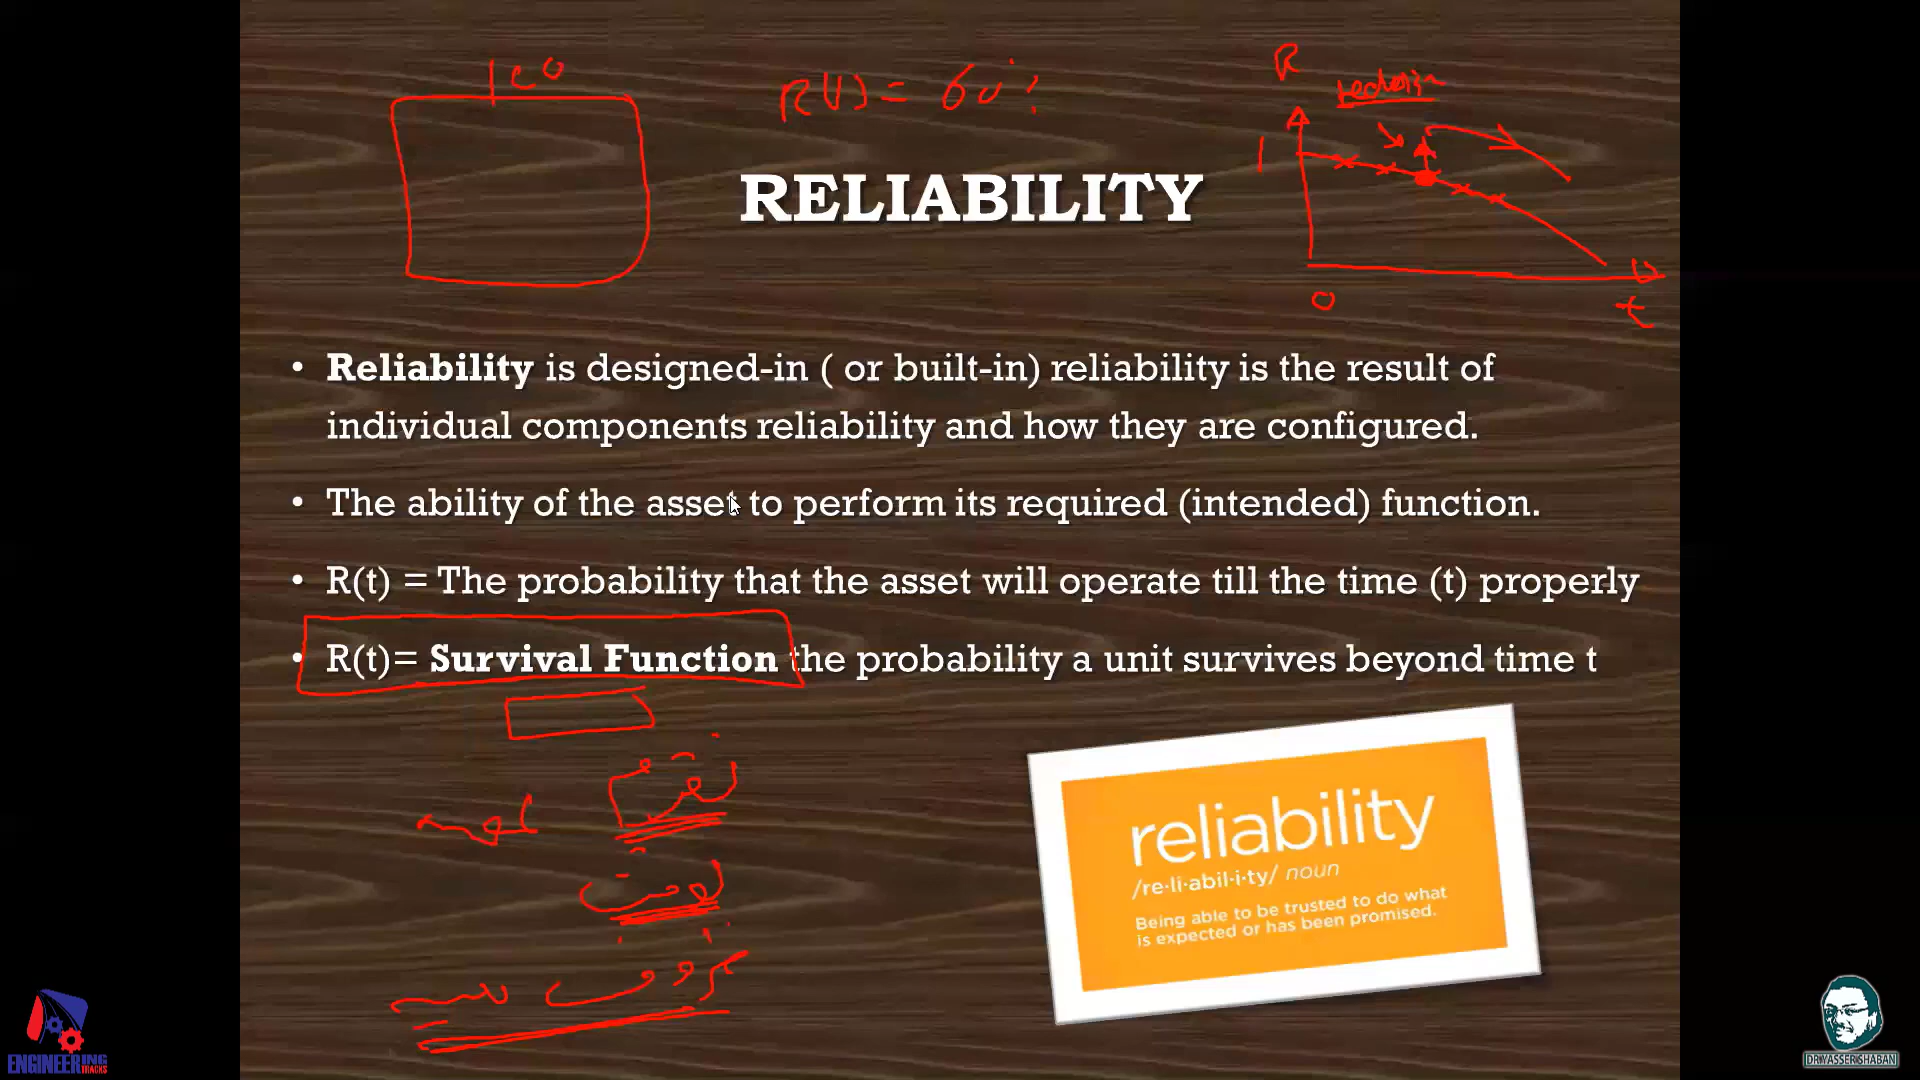 R
1
RELIABILITY
0
t
• Reliability is designed-in ( or built-in) reliability is the result of
individual components reliability and how they are configured.
• The ability of the asset to perform its required (intended) function.
• R(t) = The probability that the asset will operate till the time (t) properly
• R(t)= Survival Function the probability a unit survives beyond time t
reliability
/re·li·abil·i·ty/ noun
Being able to be trusted to do what
is expected or has been promised.
ENGINEERING
TRACKS
DR.YASSER SHABAN